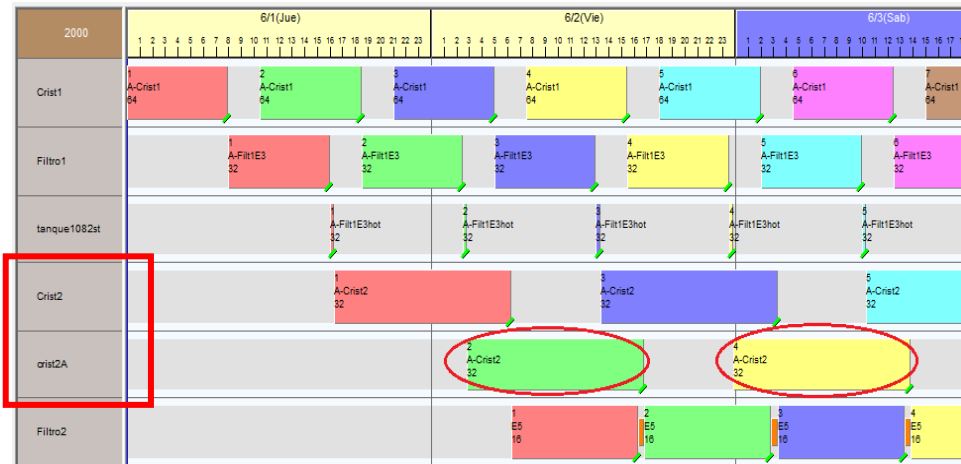 2000
6/1(Jue) 6/2(Vie) 6/3(Sab)
1 2 3 4 5 6 7 8 9 10 11 12 13 14 15 16 17 18 19 20 21 22 23 1 2 3 4 5 6 7 8 9 10 11 12 13 14 15 16 17 18 19 20 21 22 23 1 2 3 4 5 6 7 8 9 10 11 12 13 14 15 16 17
Crist1
1 2 3 4 5 6 7
A-Crist1 A-Crist1 A-Crist1 A-Crist1 A-Crist1 A-Crist1 A-Crist1
64 64 64 64 64 64 64
Filtro1
1 2 3 4 5 6
A-Filt1E3 A-Filt1E3 A-Filt1E3 A-Filt1E3 A-Filt1E3 A-Filt1E3
32 32 32 32 32 32
tanque1082st
1 2 3 4 5
A-Filt1E3hot A-Filt1E3hot A-Filt1E3hot A-Filt1E3hot A-Filt1E3hot
32 32 32 32 32
Crist2
1 3 5
A-Crist2 A-Crist2 A-Crist2
32 32 32
crist2A
2 4
A-Crist2 A-Crist2
32 32
Filtro2
1 2 3 4
E5 E5 E5 E5
16 16 16 16